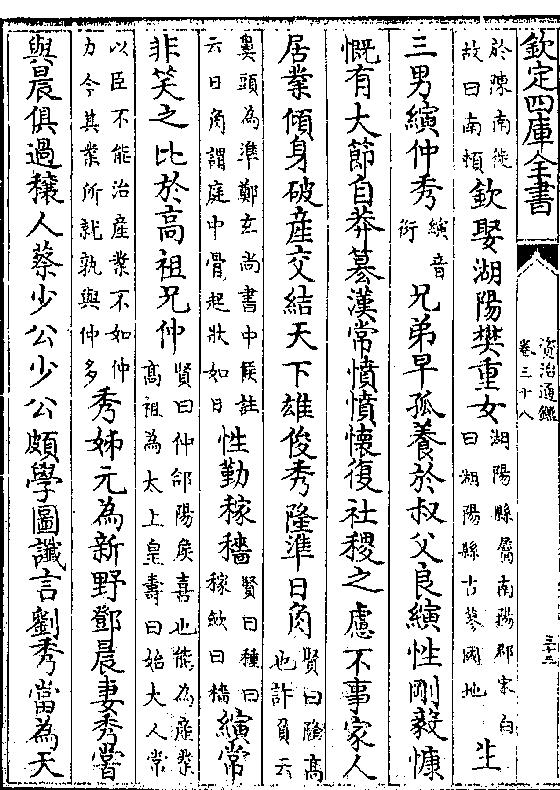 欽定四庫全書
資治通鑑
卷三十八
於陳南徙
故曰南頓
欽娶湖陽樊重女
湖陽縣屬南陽郡宋白
曰湖陽縣古蓼國地
生
三男縯仲秀
縯音
衍
兄弟早孤養於叔父良縯性剛毅慷
慨有大節自莽簒漢常憤憤懷復社稷之慮不事家人
居業傾身破產交結天下雄俊秀隆準日角
賢曰隆高
也許負云
鼻頭為準鄭玄尚書中候註
云日角謂庭中骨起狀如日
性勤稼穡
賢曰種曰
稼斂曰穡
縯常
非笑之比於高祖兄仲
賢曰仲郃陽侯喜也能為產業
高祖為太上皇壽曰始大人常
以臣不能治產業不如仲
力今其業所就孰與仲多
秀姊元為新野鄧晨妻秀嘗
與晨俱過穰人蔡少公少公頗學圖讖言劉秀當為天